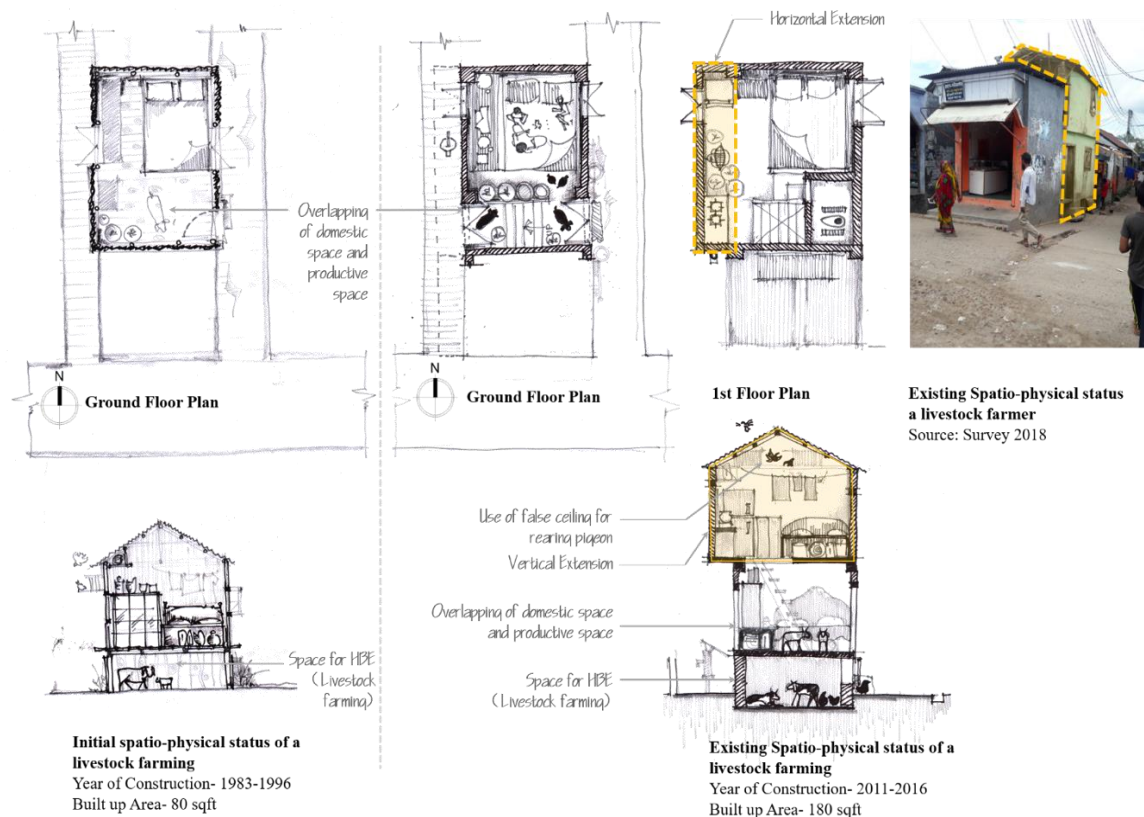 Horizontal Extension
Overlapping
of domestic
space and
productive
space
N
Ground Floor Plan
N
Ground Floor Plan
1st Floor Plan
Existing Spatio-physical status
a livestock farmer
Source: Survey 2018
Use of false ceiling for
rearing pigeon
Vertical Extension
Overlapping of domestic space
and productive space
Space for HBE
(Livestock
farming)
Space for HBE
(Livestock farming)
Initial spatio-physical status of a
livestock farming
Year of Construction- 1983-1996
Built up Area- 80 sqft
Existing Spatio-physical status of a
livestock farming
Year of Construction- 2011-2016
Built up Area- 180 sqft